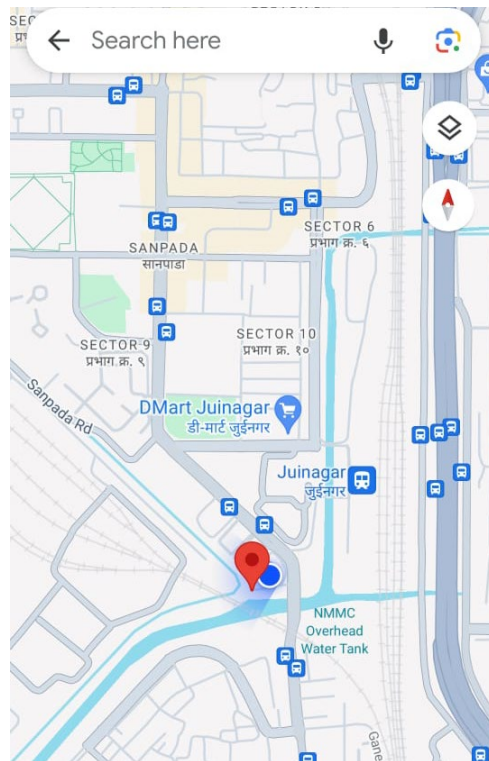 Search here
SECTOR 6
प्रभाग क्र. ६
SANPADA
सानपाडा
SECTOR 10
प्रभाग क्र. १०
SECTOR 9
प्रभाग क्र. ९
Sanpada Rd
DMart Juinagar
डी-मार्ट जुईनगर
Juinagar
जुईनगर
NMMC
Overhead
Water Tank